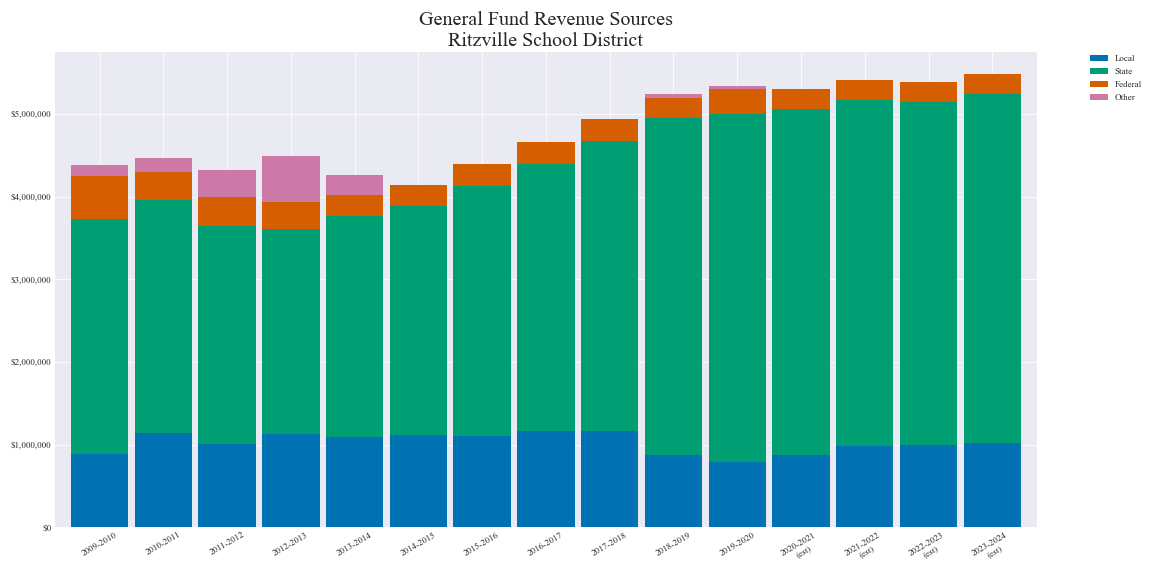 General Fund Revenue Sources
Ritzville School District
Local
State
Federal
Other
$5,000,000
$4,000,000
$3,000,000
$2,000,000
$1,000,000
$0
2009-2010
2010-2011
2011-2012
2012-2013
2013-2014
2014-2015
2015-2016
2016-2017
2017-2018
2018-2019
2019-2020
2020-2021
(est)
2021-2022
(est)
2022-2023
(est)
2023-2024
(est)